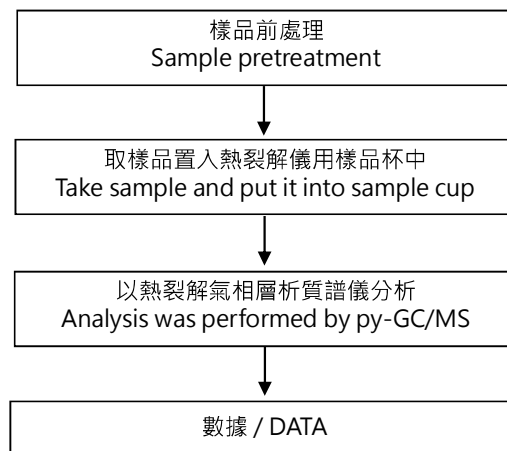 樣品前處理
Sample pretreatment
取樣品置入熱裂解儀用樣品杯中
Take sample and put it into sample cup
以熱裂解氣相層析質譜儀分析
Analysis was performed by py-GC/MS
數據 / DATA